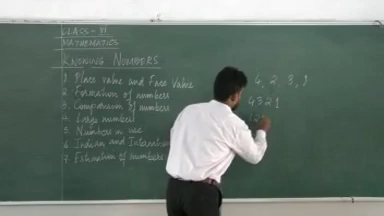 CLASS - VI
MATHEMATICS
KNOWING NUMBERS
1 Place value and Face Value
2 Formation of numbers
3 Comparison of numbers
4 Large numbers
5 Numbers in use
6 Indian and
7 Estimation of numbers
4, 2, 3, 1
4321